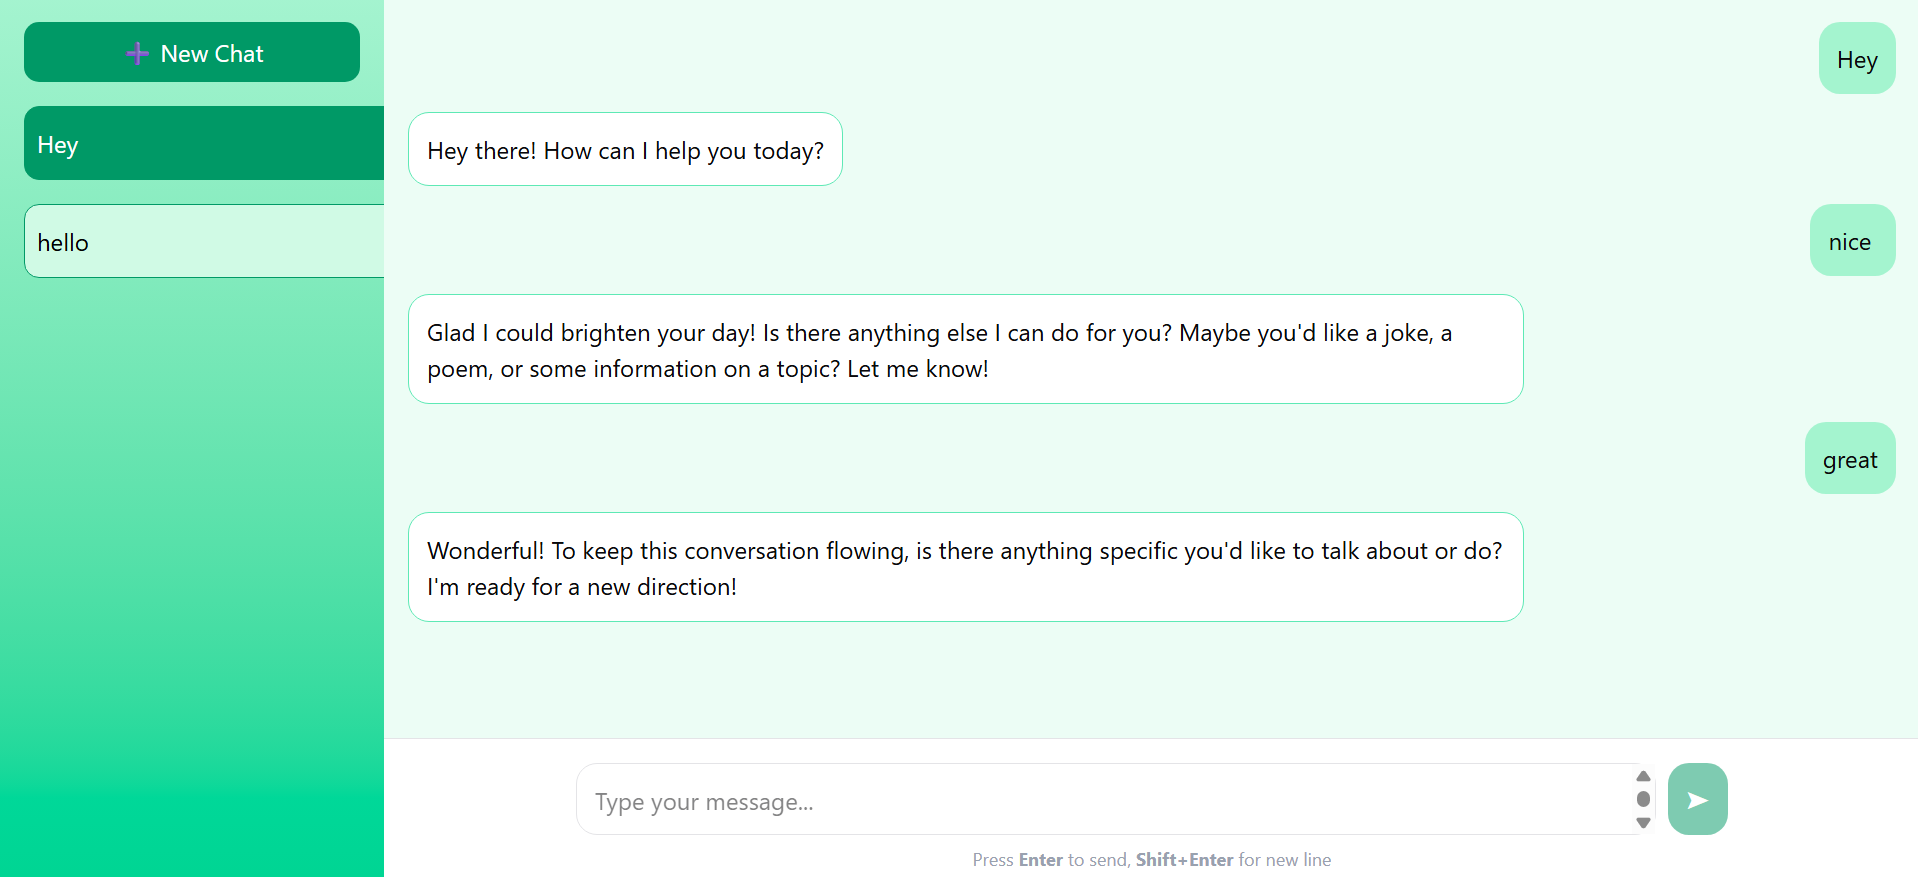 ➕ New Chat
Hey
hello
Hey
Hey there! How can I help you today?
nice
Glad I could brighten your day! Is there anything else I can do for you? Maybe you'd like a joke, a
poem, or some information on a topic? Let me know!
great
Wonderful! To keep this conversation flowing, is there anything specific you'd like to talk about or do?
I'm ready for a new direction!
Type your message...
➤
Press Enter to send, Shift+Enter for new line